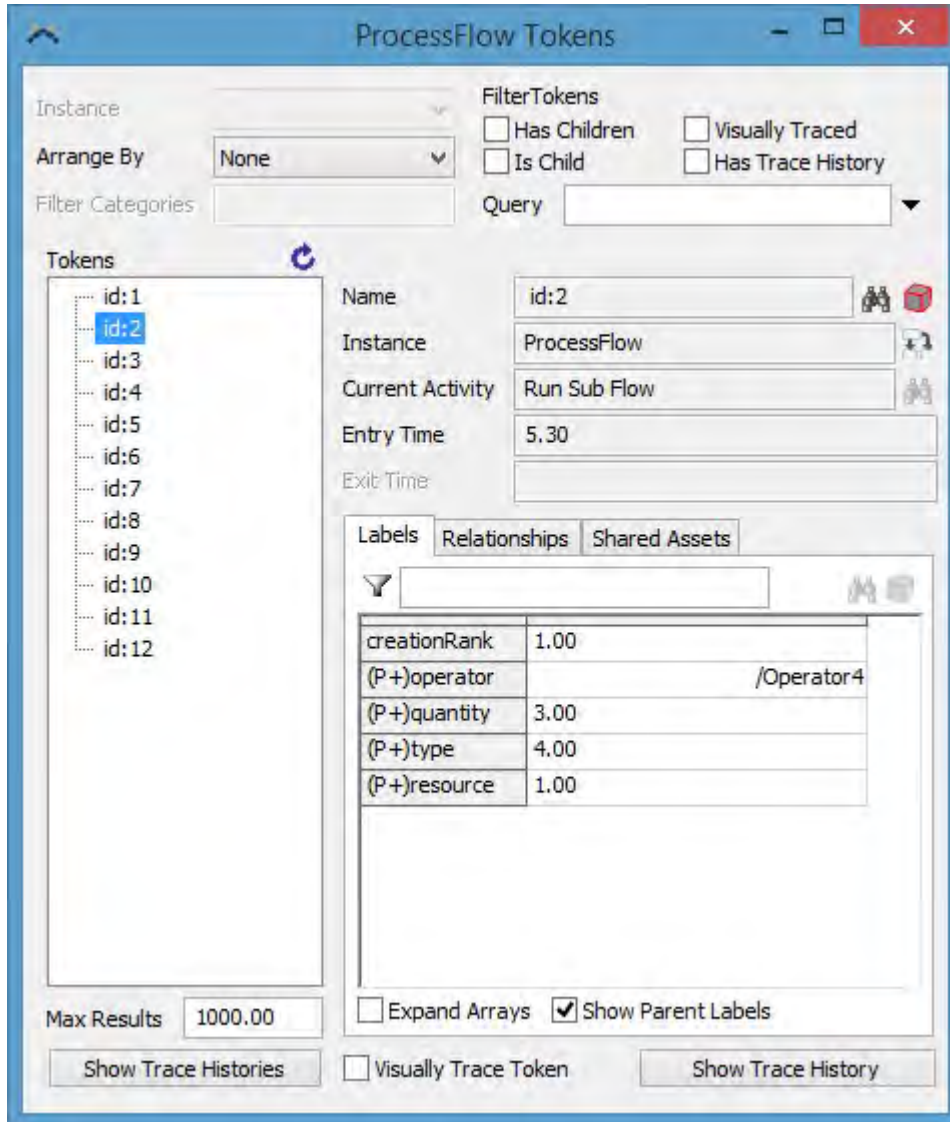 ProcessFlow Tokens
Instance
FilterTokens
Has Children
Visually Traced
Arrange By
None
Is Child
Has Trace History
Filter Categories
Query
Tokens
id:1
id:2
id:3
id:4
id:5
id:6
id:7
id:8
id:9
id:10
id:11
id:12
Name
id:2
Instance
ProcessFlow
Current Activity
Run Sub Flow
Entry Time
5.30
Exit Time
Labels
Relationships
Shared Assets
creationRank 1.00
(P+)operator /Operator4
(P+)quantity 3.00
(P+)type 4.00
(P+)resource 1.00
Expand Arrays
Show Parent Labels
Max Results
1000.00
Show Trace Histories
Visually Trace Token
Show Trace History